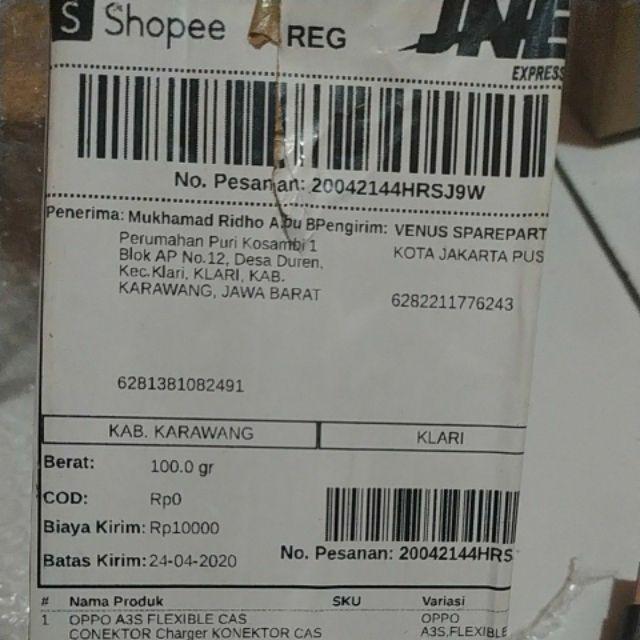 S Shopee REG JNE
EXPRESS
No. Pesanan: 20042144HRSJ9W
Penerima: Mukhamad Ridho Abu B Pengirim: VENUS SPAREPART
Perumahan Puri Kosambi 1 KOTA JAKARTA PUS
Blok AP No.12, Desa Duren,
Kec.Klari, KLARI, KAB.
KARAWANG, JAWA BARAT 6282211776243
6281381082491
KAB. KARAWANG KLARI
Berat: 100.0 gr
COD: Rp0
Biaya Kirim: Rp10000
Batas Kirim: 24-04-2020 No. Pesanan: 20042144HRS
# Nama Produk SKU Variasi
1 OPPO A3S FLEXIBLE CAS OPPO
CONEKTOR Charger KONEKTOR CAS A3S,FLEXIBLE